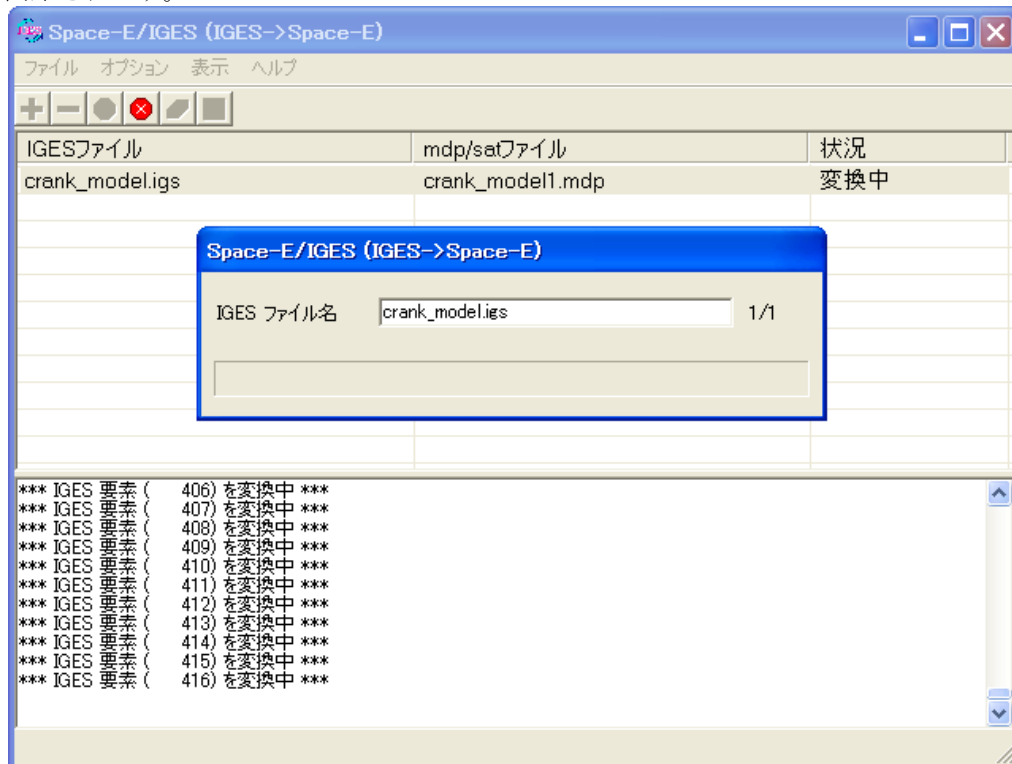 Space-E/IGES (IGES->Space-E)
ファイル オプション 表示 ヘルプ
IGESファイル mdp/satファイル 状況
crank_model.igs crank_model1.mdp 変換中
Space-E/IGES (IGES->Space-E)
IGES ファイル名 crank_model.igs 1/1
*** IGES 要素 ( 406) を変換中 ***
*** IGES 要素 ( 407) を変換中 ***
*** IGES 要素 ( 408) を変換中 ***
*** IGES 要素 ( 409) を変換中 ***
*** IGES 要素 ( 410) を変換中 ***
*** IGES 要素 ( 411) を変換中 ***
*** IGES 要素 ( 412) を変換中 ***
*** IGES 要素 ( 413) を変換中 ***
*** IGES 要素 ( 414) を変換中 ***
*** IGES 要素 ( 415) を変換中 ***
*** IGES 要素 ( 416) を変換中 ***